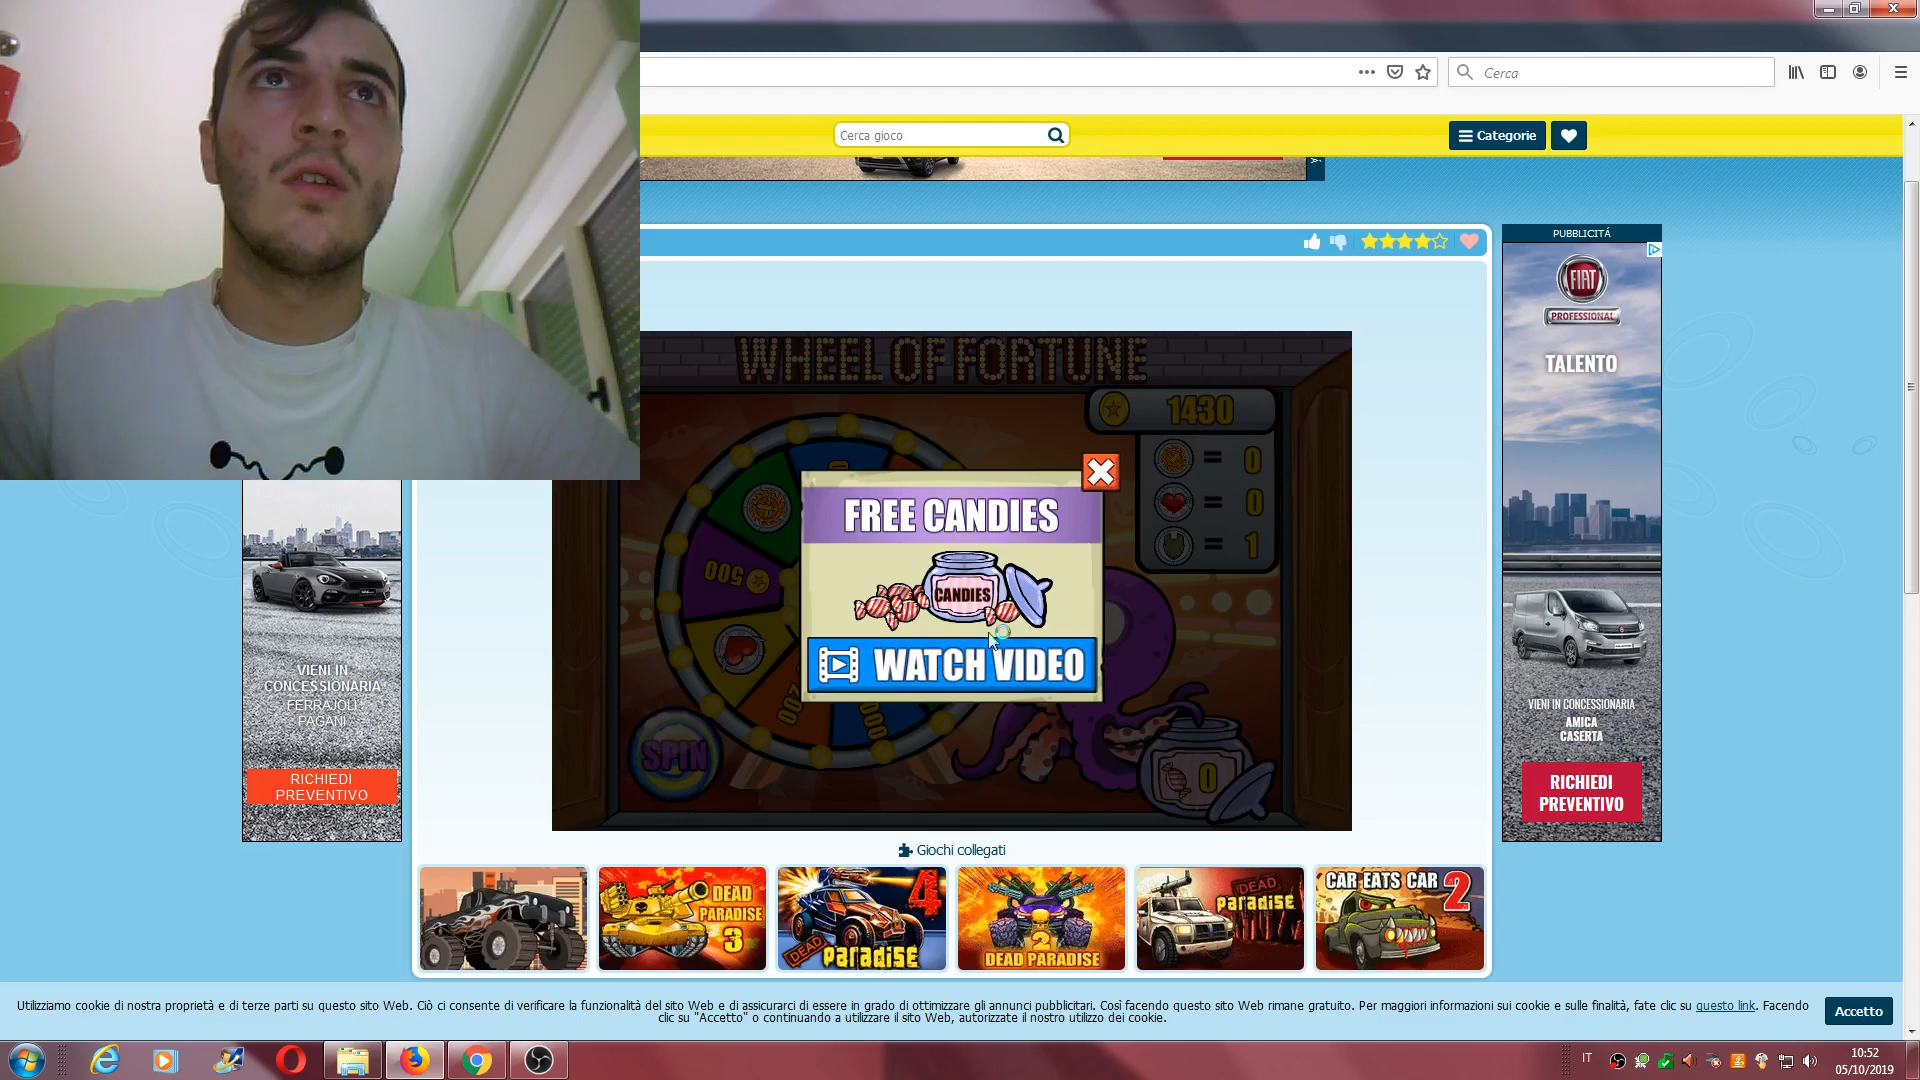 Cerca
Cerca gioco
Categorie
PUBBLICITÁ
FIAT
PROFESSIONAL
TALENTO
WHEEL OF FORTUNE
1430
= 0
= 0
= 1
FREE CANDIES
CANDIES
WATCH VIDEO
500
200
SPIN
0
VIENI IN
CONCESSIONARIA
FERRAJOLI
PAGANI
RICHIEDI
PREVENTIVO
VIENI IN CONCESSIONARIA
AMICA
CASERTA
RICHIEDI
PREVENTIVO
Giochi collegati
DEAD
PARADISE
3
4
DEAD
PARADISE
2
DEAD PARADISE
DEAD
PARADISE
CAR EATS CAR 2
Utilizziamo cookie di nostra proprietà e di terze parti su questo sito Web. Ciò ci consente di verificare la funzionalità del sito Web e di assicurarci di essere in grado di ottimizzare gli annunci pubblicitari. Così facendo questo sito Web rimane gratuito. Per maggiori informazioni sui cookie e sulle finalità, fate clic su questo link. Facendo
clic su "Accetto" o continuando a utilizzare il sito Web, autorizzate il nostro utilizzo dei cookie.
Accetto
IT
10:52
05/10/2019